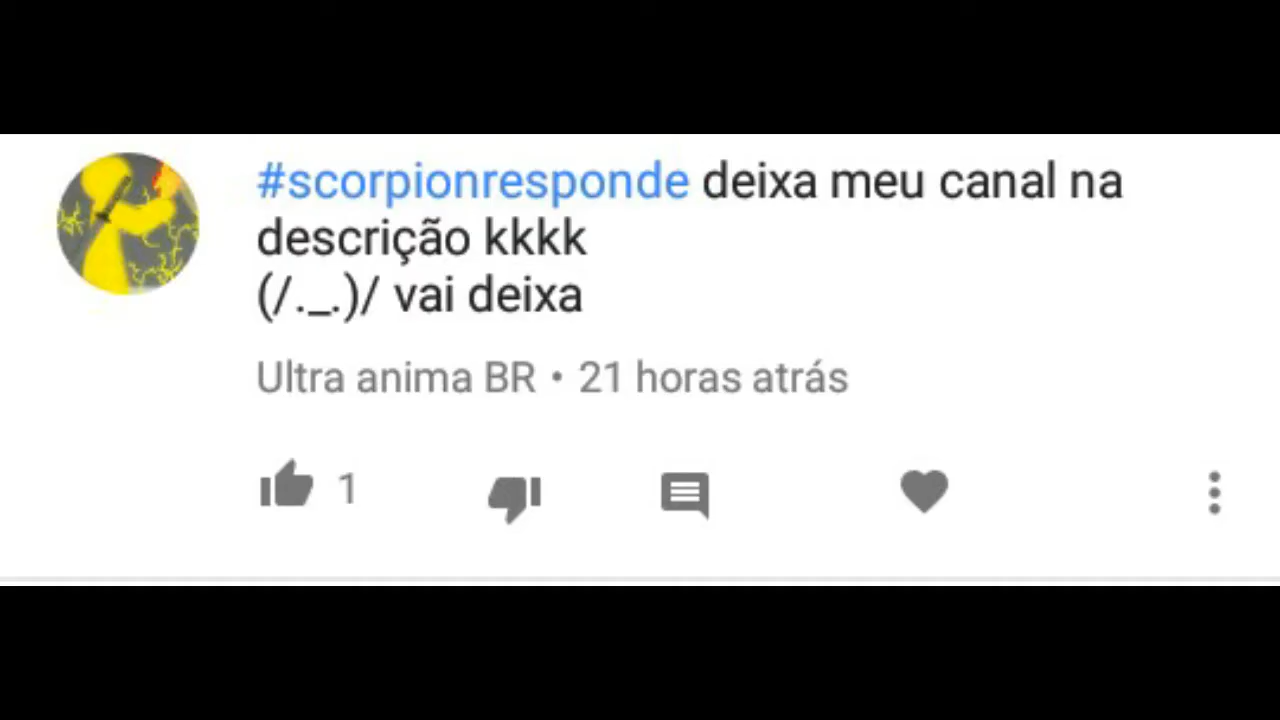 #scorpionresponde deixa meu canal na
descrição kkkk
(/._.)/ vai deixa
Ultra anima BR • 21 horas atrás
1